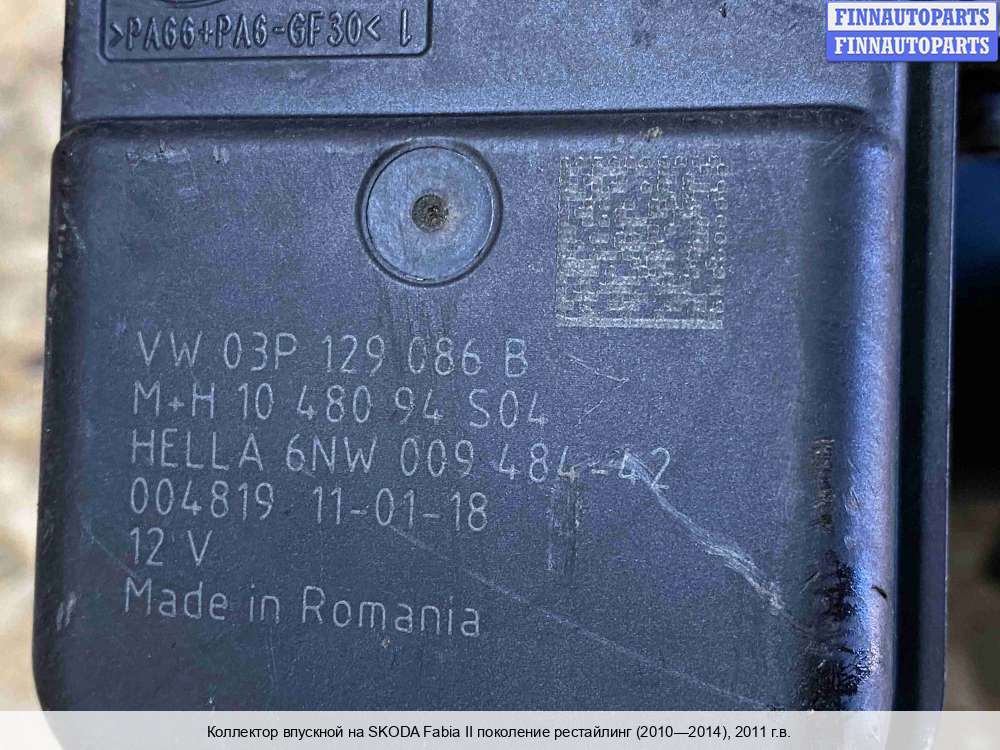 FINNAUTOPARTS
FINNAUTOPARTS
>PA66+PA6-GF30<
VW 03P 129 086 B
M+H 10 480 94 S04
HELLA 6NW 009 484-42
004819 11-01-18
12 V
Made in Romania
Коллектор впускной на SKODA Fabia II поколение рестайлинг (2010—2014), 2011 г.в.